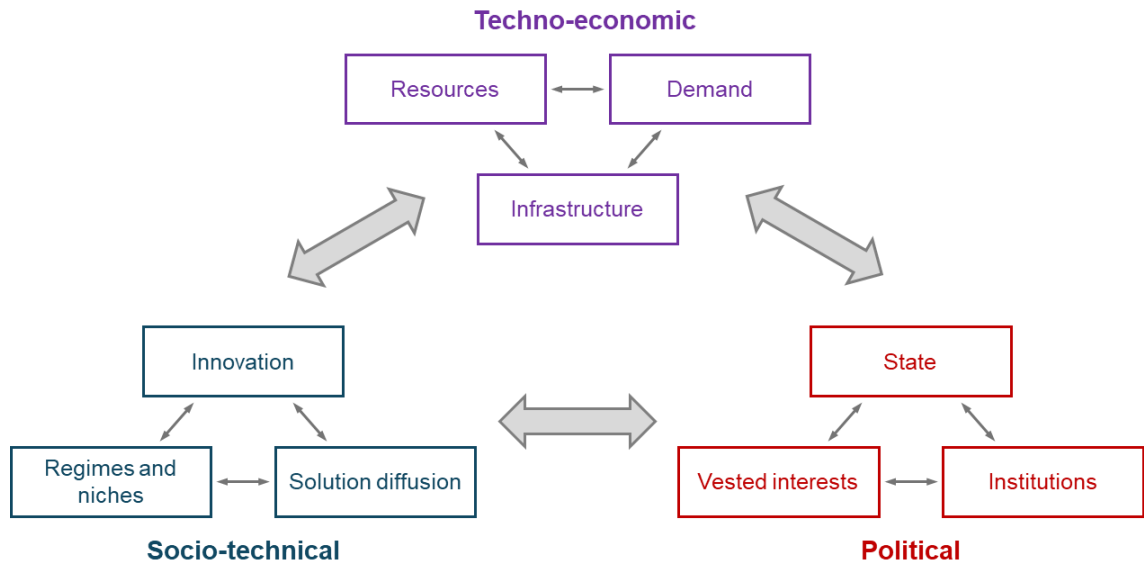 Techno-economic
Resources
Demand
Infrastructure
Innovation
State
Regimes and
niches
Solution diffusion
Vested interests
Institutions
Socio-technical
Political